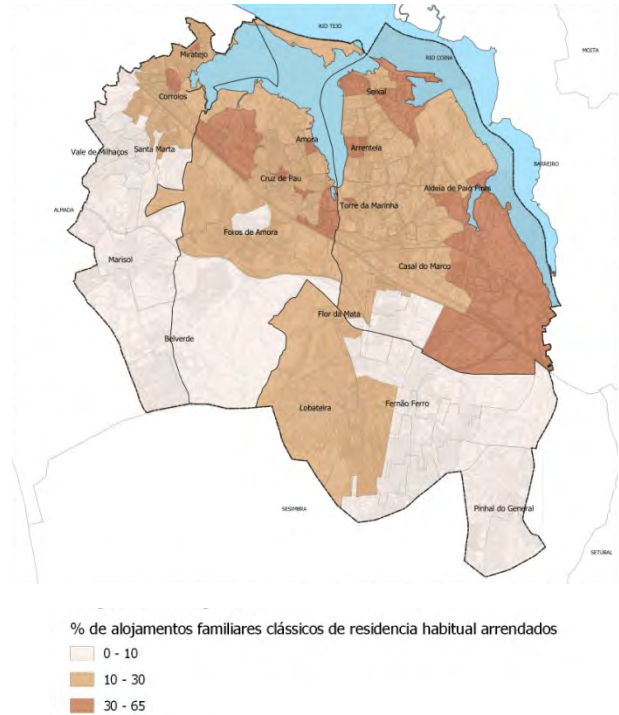 RIO TEJO
MOITA
Miratejo
RIO COINA
Corroios
Seixal
Amora
Arrentela
BARREIRO
Vale de Milhaços
Santa Marta
Cruz de Pau
Aldeia de Paio Pires
ALMADA
Torre da Marinha
Foros de Amora
Marisol
Casal do Marco
Flor da Mata
Belverde
Lobateira
Fernão Ferro
SESIMBRA
Pinhal do General
SETÚBAL
% de alojamentos familiares clássicos de residencia habitual arrendados
0 - 10
10 - 30
30 - 65